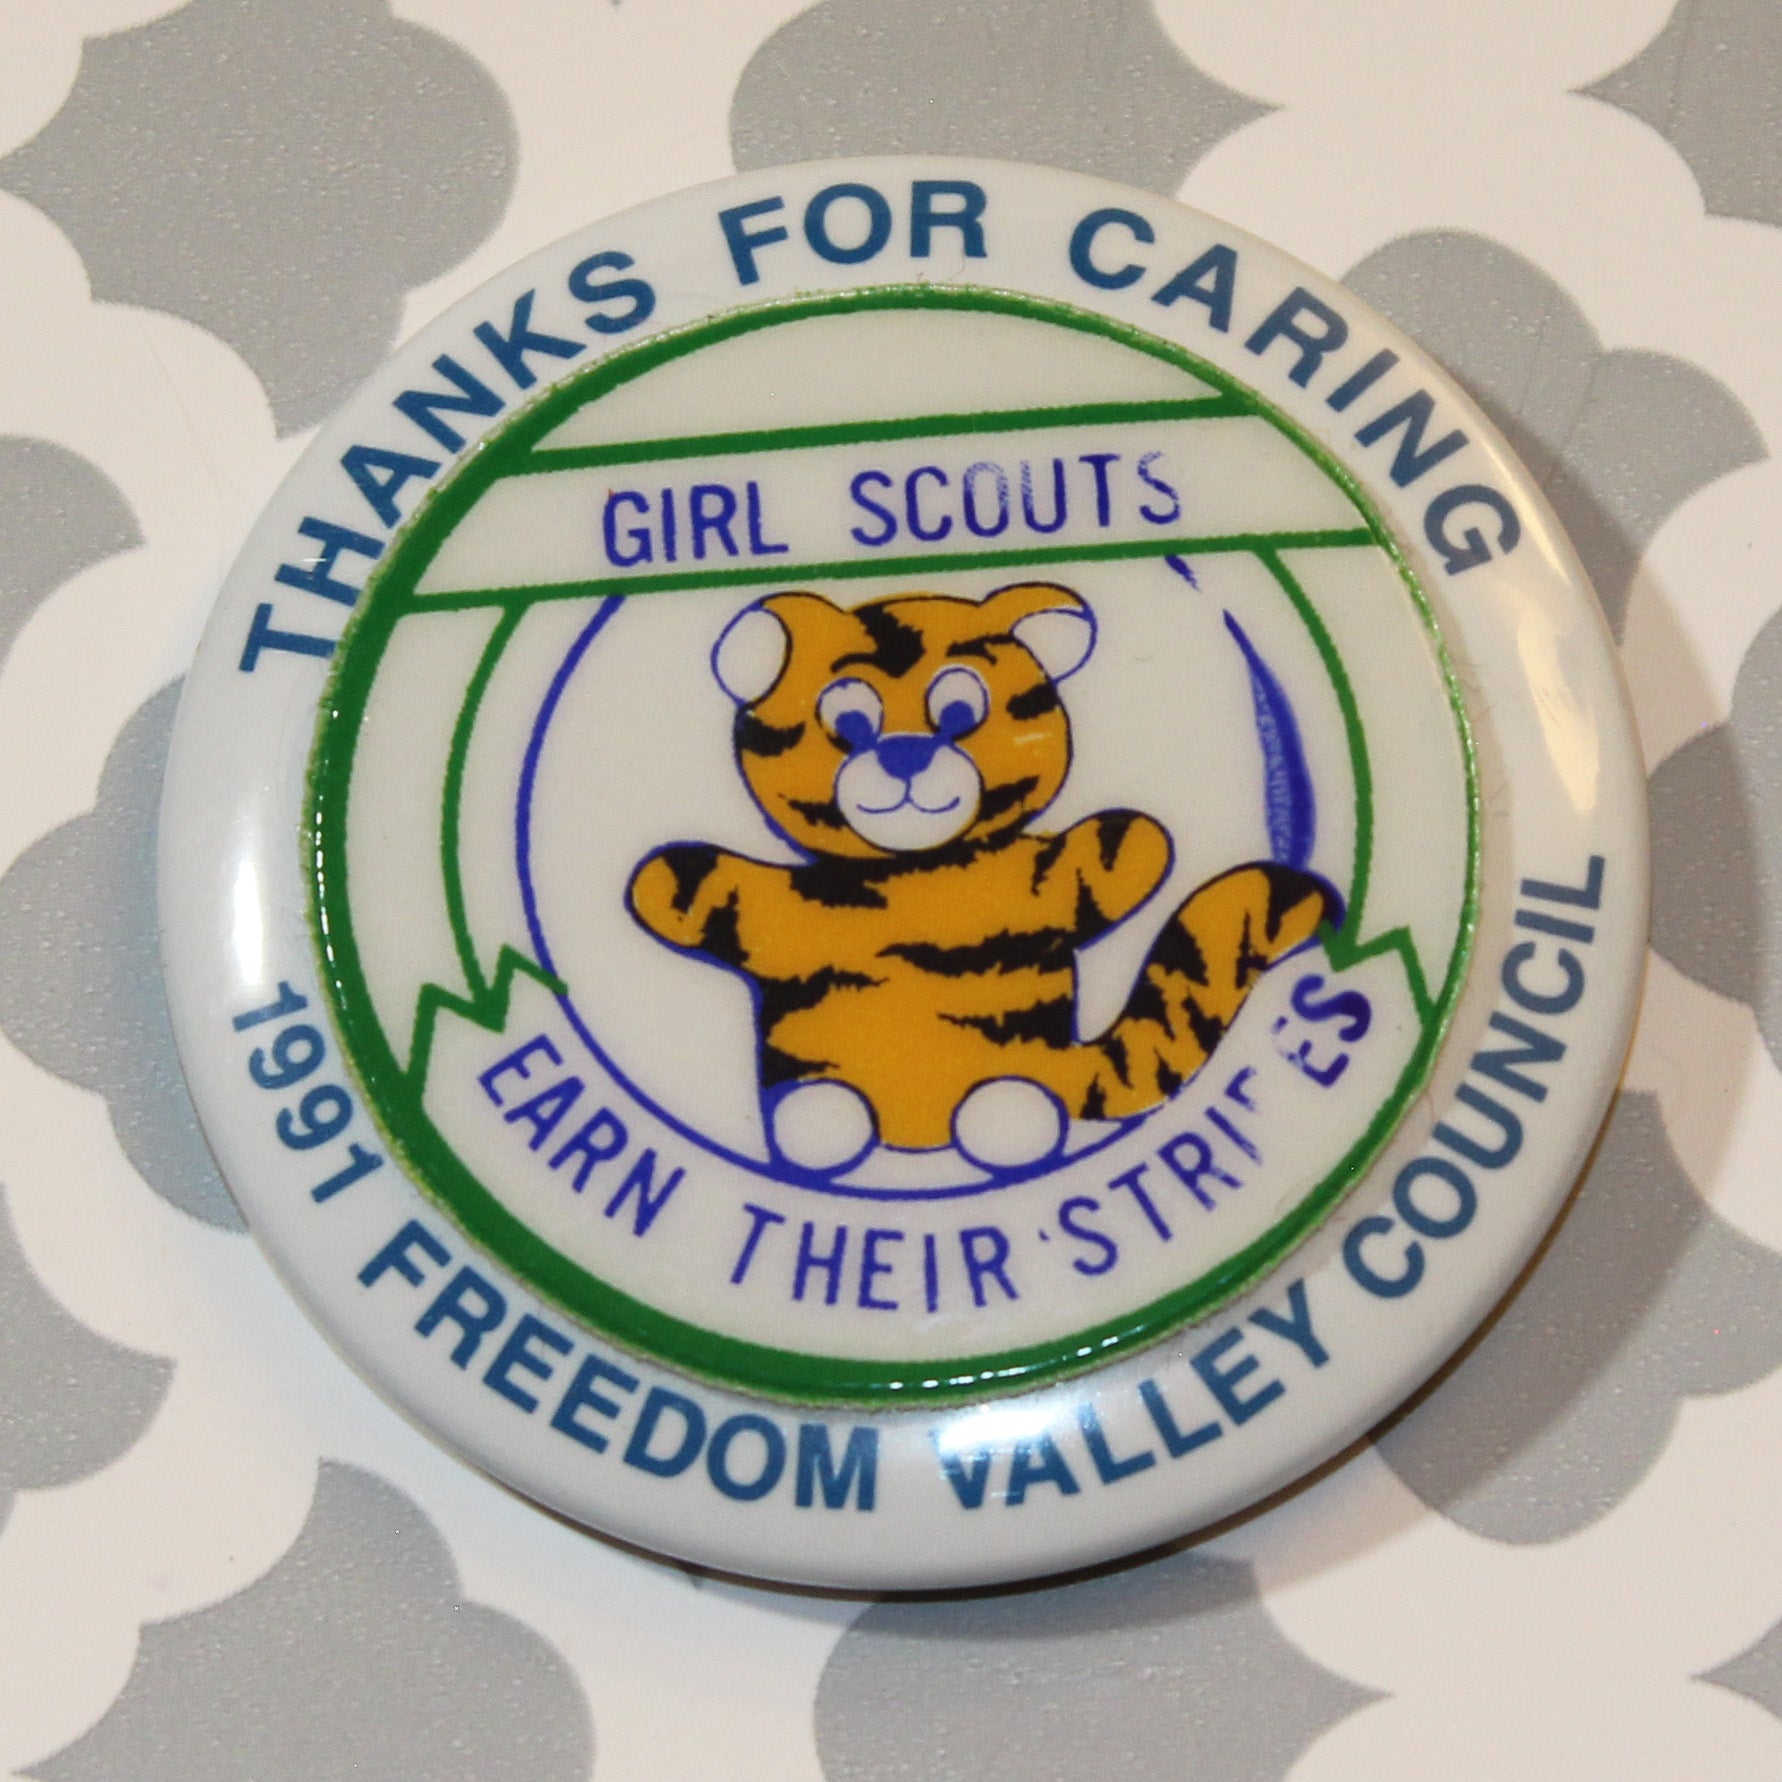 THANKS FOR CARING
GIRL SCOUTS
EARN THEIR STRIPES
1991 FREEDOM VALLEY COUNCIL